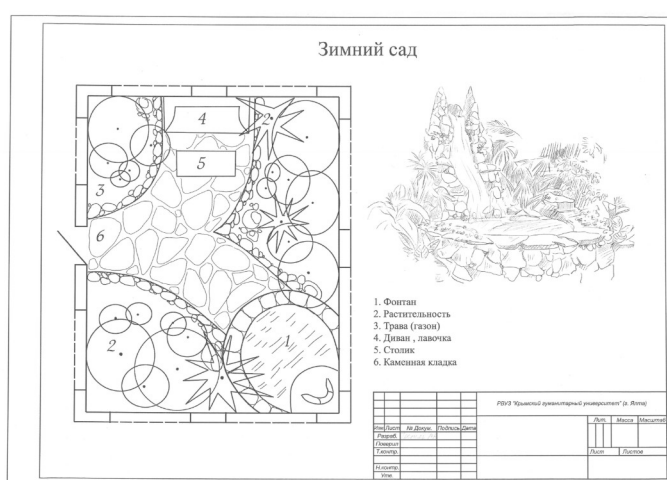 Зимний сад
4
2
5
3
6
2
1
1. Фонтан
2. Растительность
3. Трава (газон)
4. Диван , лавочка
5. Столик
6. Каменная кладка
РВУЗ "Крымский гуманитарный университет" (г. Ялта)
Лит. Масса Масштаб
Изм. Лист № Докум. Подпись Дата
Разраб.
Поверил
Т.контр. Лист Листов
Н.контр.
Утв.